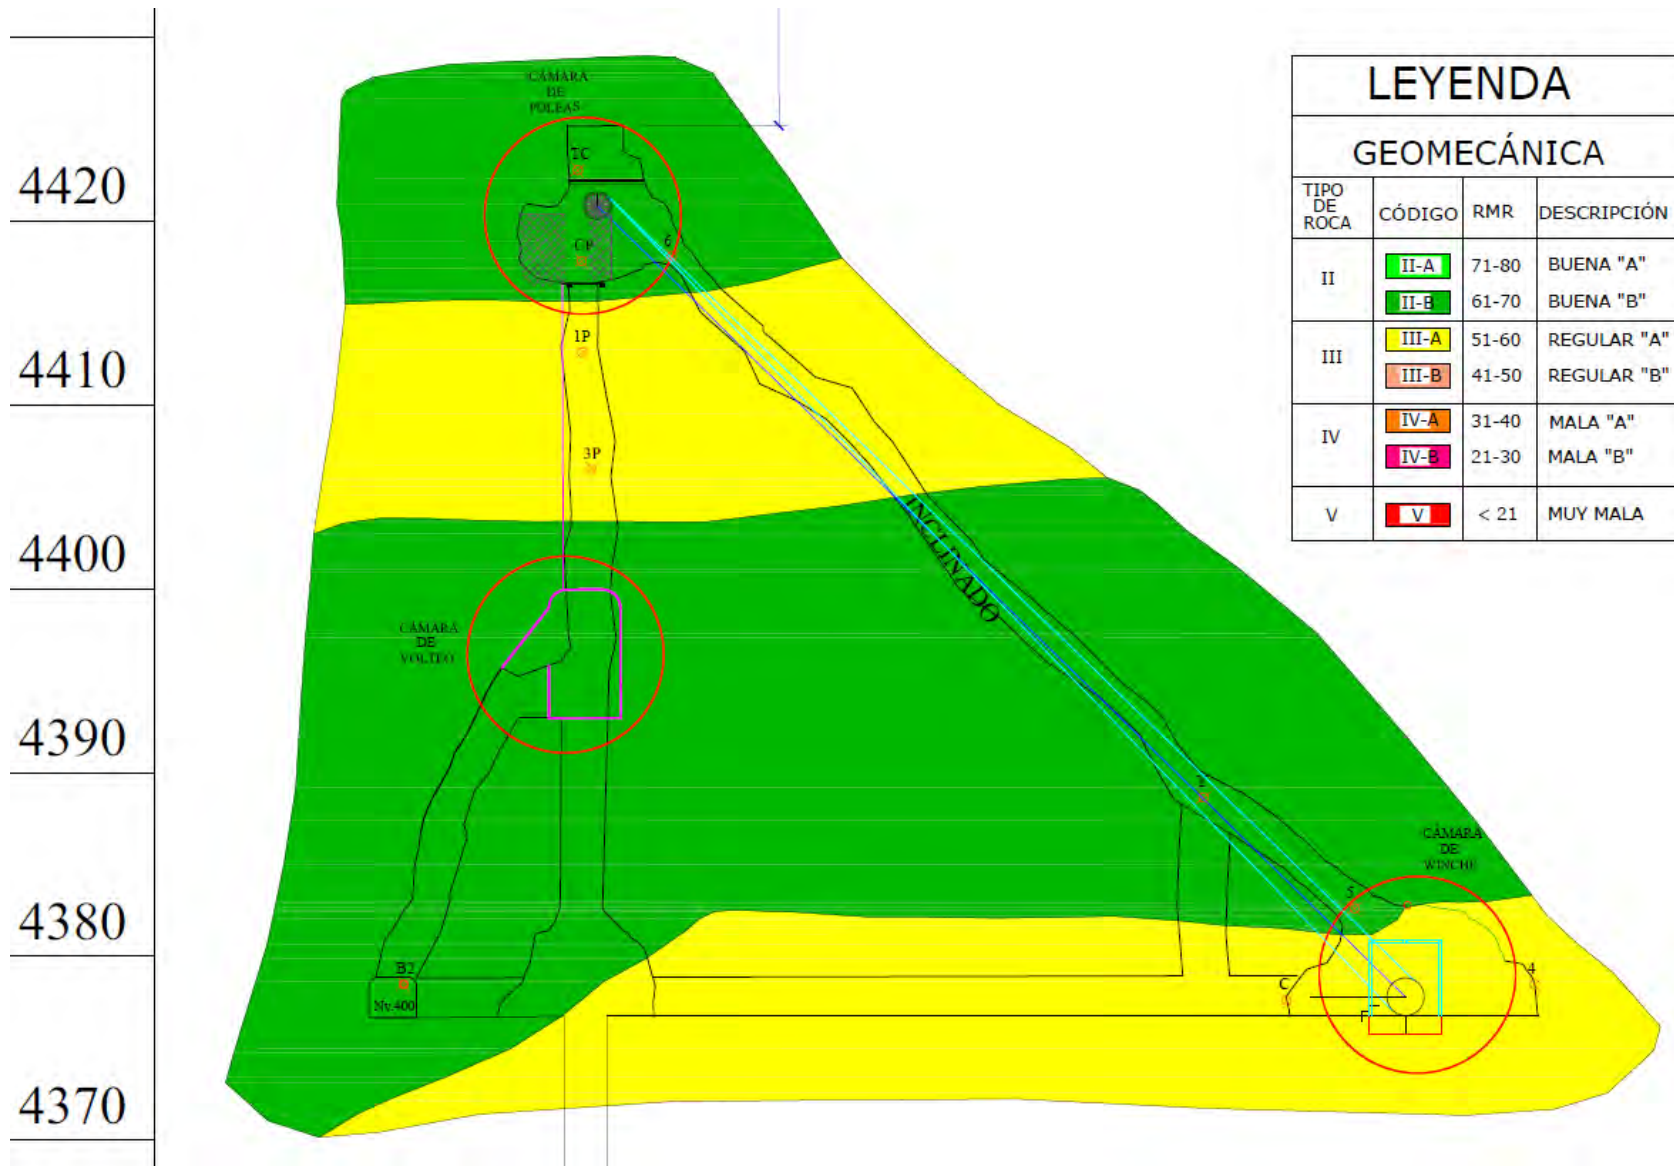 4420
4410
4400
4390
4380
4370
CÁMARA
DE
POLEAS
TC
CP
6
1P
3P
INCLINADO
CÁMARA
DE
VOLTEO
2
CÁMARA
DE
WINCHE
5
4
C
F
B2
Nv.400
LEYENDA
GEOMECÁNICA
TIPO
DE
ROCA
CÓDIGO RMR DESCRIPCIÓN
II
II-A 71-80 BUENA "A"
II-B 61-70 BUENA "B"
III
III-A 51-60 REGULAR "A"
III-B 41-50 REGULAR "B"
IV
IV-A 31-40 MALA "A"
IV-B 21-30 MALA "B"
V V < 21 MUY MALA